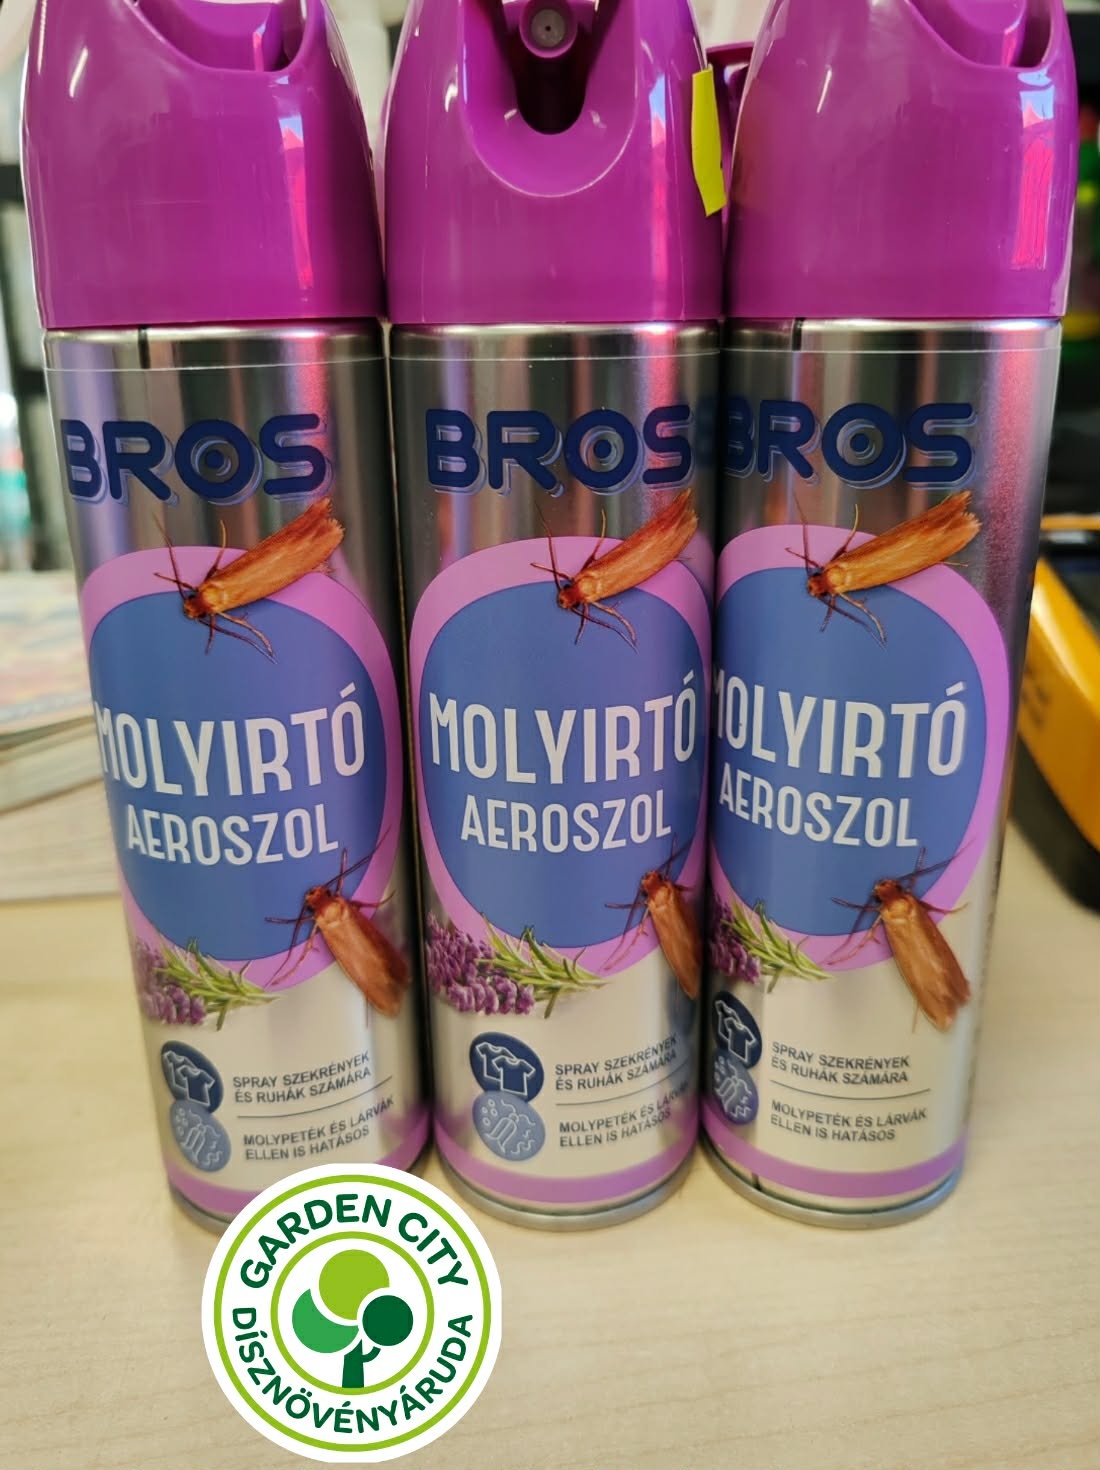 BROS
MOLYIRTÓ
AEROSZOL
SPRAY SZEKRÉNYEK
ÉS RUHÁK SZÁMÁRA
MOLYPETÉK ÉS LÁRVÁK
ELLEN IS HATÁSOS
BROS
MOLYIRTÓ
AEROSZOL
SPRAY SZEKRÉNYEK
ÉS RUHÁK SZÁMÁRA
MOLYPETÉK ÉS LÁRVÁK
ELLEN IS HATÁSOS
BROS
MOLYIRTÓ
AEROSZOL
SPRAY SZEKRÉNYEK
ÉS RUHÁK SZÁMÁRA
MOLYPETÉK ÉS LÁRVÁK
ELLEN IS HATÁSOS
GARDEN CITY
DÍSZNÖVÉNYÁRUDA